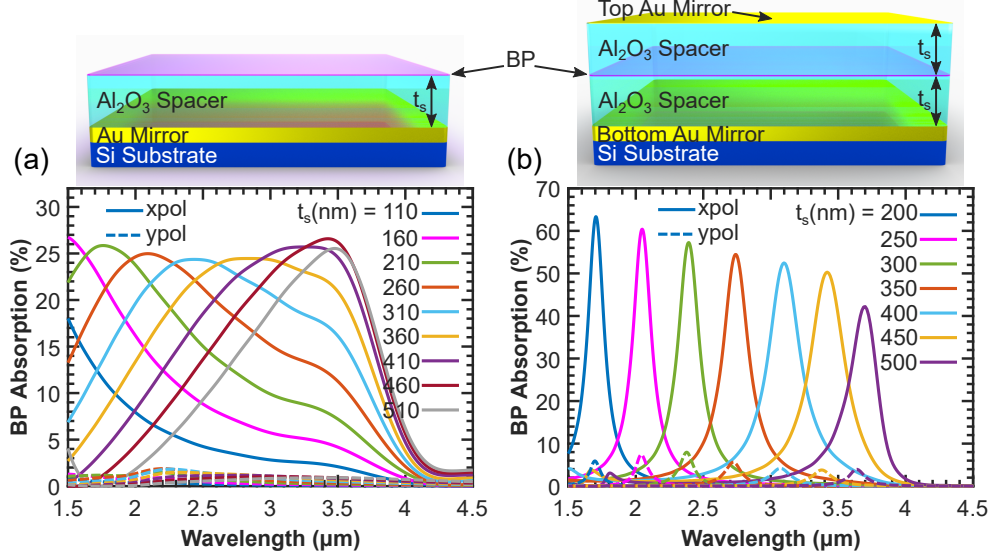 Top Au Mirror
Al2O3 Spacer
ts
BP
Al2O3 Spacer
ts
Al2O3 Spacer
ts
Au Mirror
Bottom Au Mirror
Si Substrate
Si Substrate
(a)
(b)
BP Absorption (%)
30
25
20
15
10
5
0
xpol
ypol
ts(nm) = 110
160
210
260
310
360
410
460
510
1.5 2 2.5 3 3.5 4 4.5
Wavelength (μm)
BP Absorption (%)
70
60
50
40
30
20
10
0
xpol
ypol
ts(nm) = 200
250
300
350
400
450
500
1.5 2 2.5 3 3.5 4 4.5
Wavelength (μm)